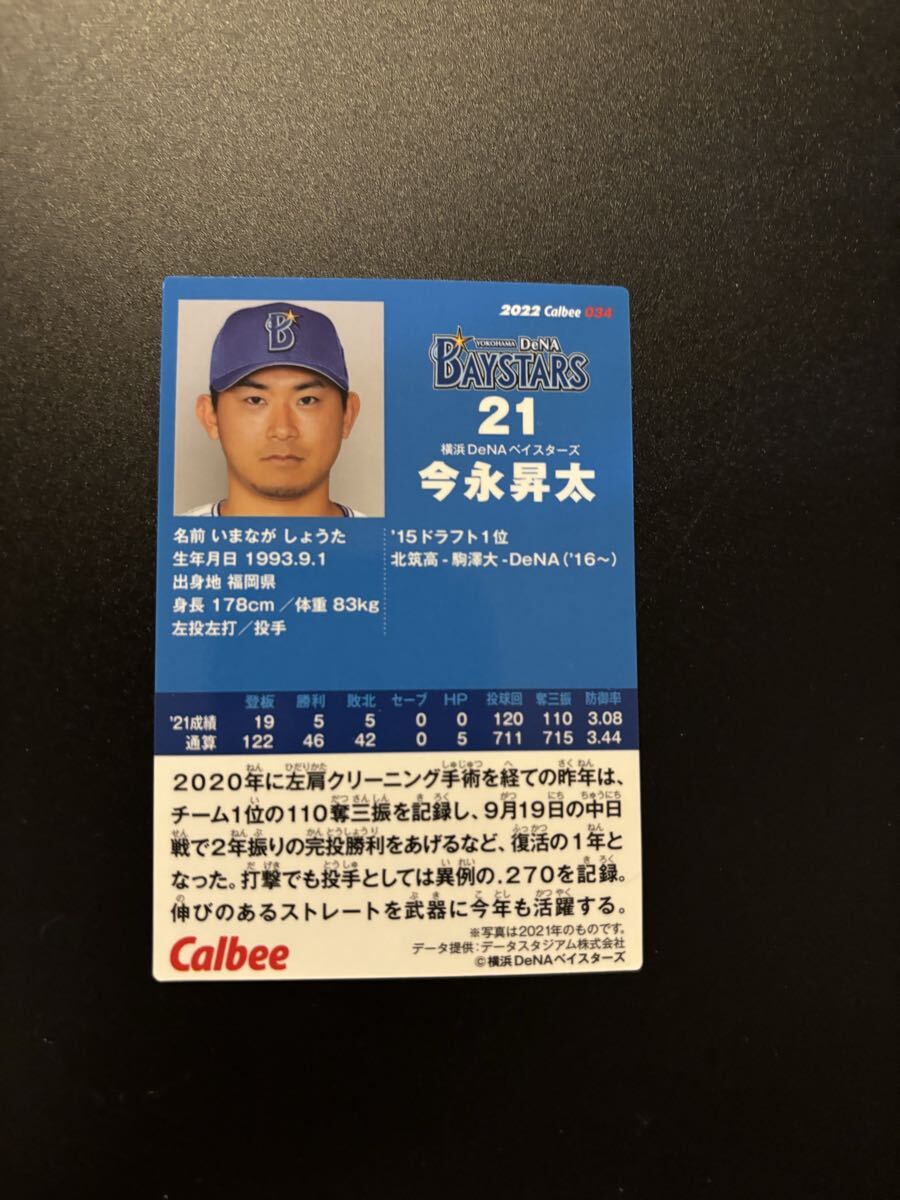 2022 Calbee 034
B
YOKOHAMA DeNA
BAYSTARS
21
横浜DeNAベイスターズ
今永昇太
名前 いまなが しょうた
生年月日 1993.9.1
出身地 福岡県
身長 178cm ／体重 83kg
左投左打／投手
'15ドラフト1位
北筑高-駒澤大-DeNA('16〜)
登板 勝利 敗北 セーブ HP 投球回 奪三振 防御率
'21成績 19 5 5 0 0 120 110 3.08
通算 122 46 42 0 5 711 715 3.44
2020年に左肩クリーニング手術を経ての昨年は、
チーム1位の110奪三振を記録し、9月19日の中日
戦で2年振りの完投勝利をあげるなど、復活の1年と
なった。打撃でも投手としては異例の.270を記録。
伸びのあるストレートを武器に今年も活躍する。
※写真は2021年のものです。
データ提供：データスタジアム株式会社
©横浜DeNAベイスターズ
Calbee